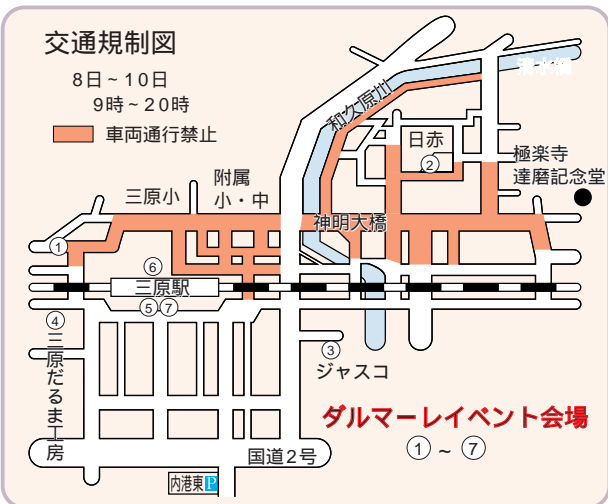 交通規制図
8日~10日
9時~20時
車両通行禁止
清水橋
和久原川
日赤
②
極楽寺
達磨記念堂
附属
小・中
三原小
神明大橋
①
⑥
三原駅
⑤⑦
④
三原だるま工房
③
ジャスコ
ダルマーレイベント会場
① ~ ⑦
国道2号
内港東P